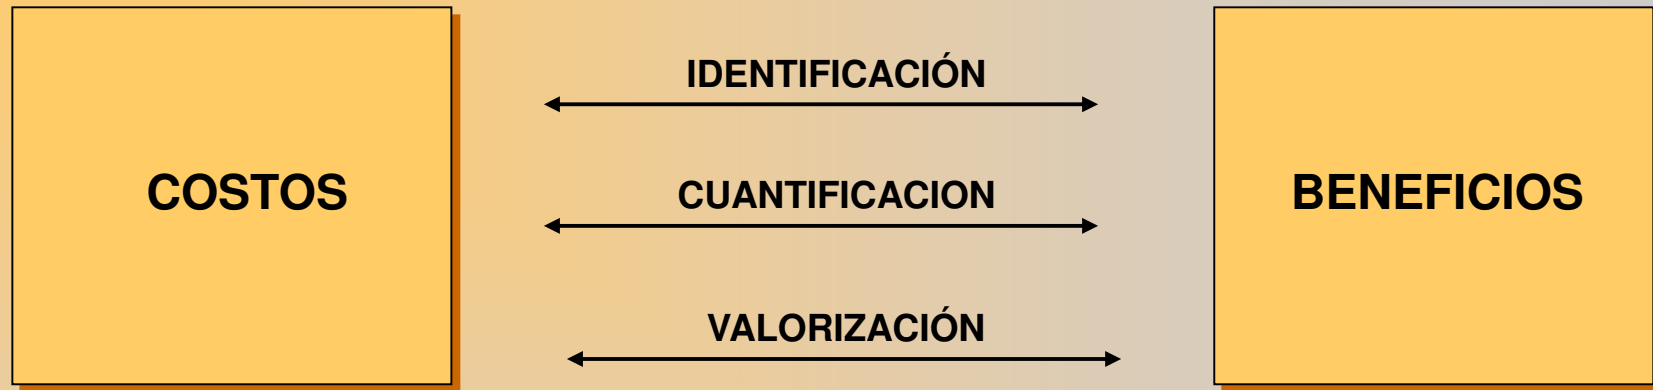 IDENTIFICACIÓN
COSTOS
CUANTIFICACION
BENEFICIOS
VALORIZACIÓN